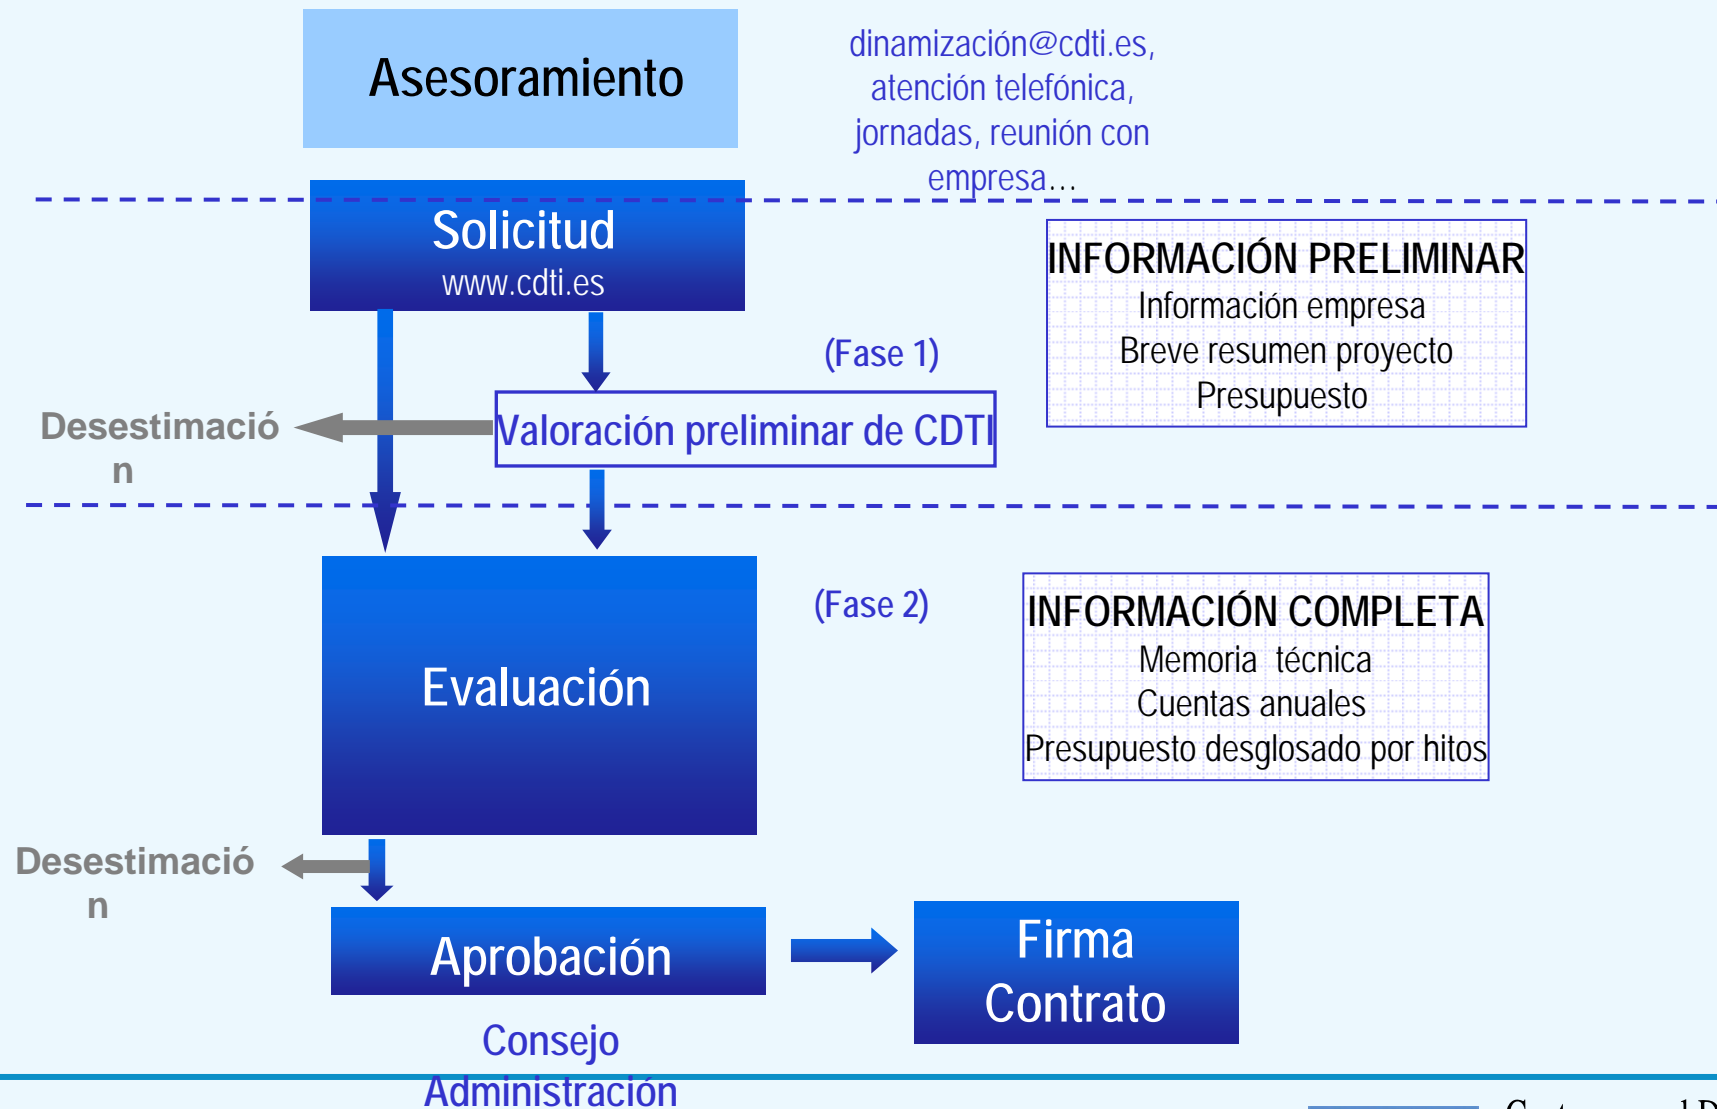 Asesoramiento
dinamización@cdti.es,
atención telefónica,
jornadas, reunión con
empresa...
Solicitud
www.cdti.es
INFORMACIÓN PRELIMINAR
Información empresa
Breve resumen proyecto
Presupuesto
(Fase 1)
Desestimació
n
Valoración preliminar de CDTI
(Fase 2)
INFORMACIÓN COMPLETA
Memoria técnica
Cuentas anuales
Presupuesto desglosado por hitos
Evaluación
Desestimació
n
Aprobación
Firma
Contrato
Consejo
Administración